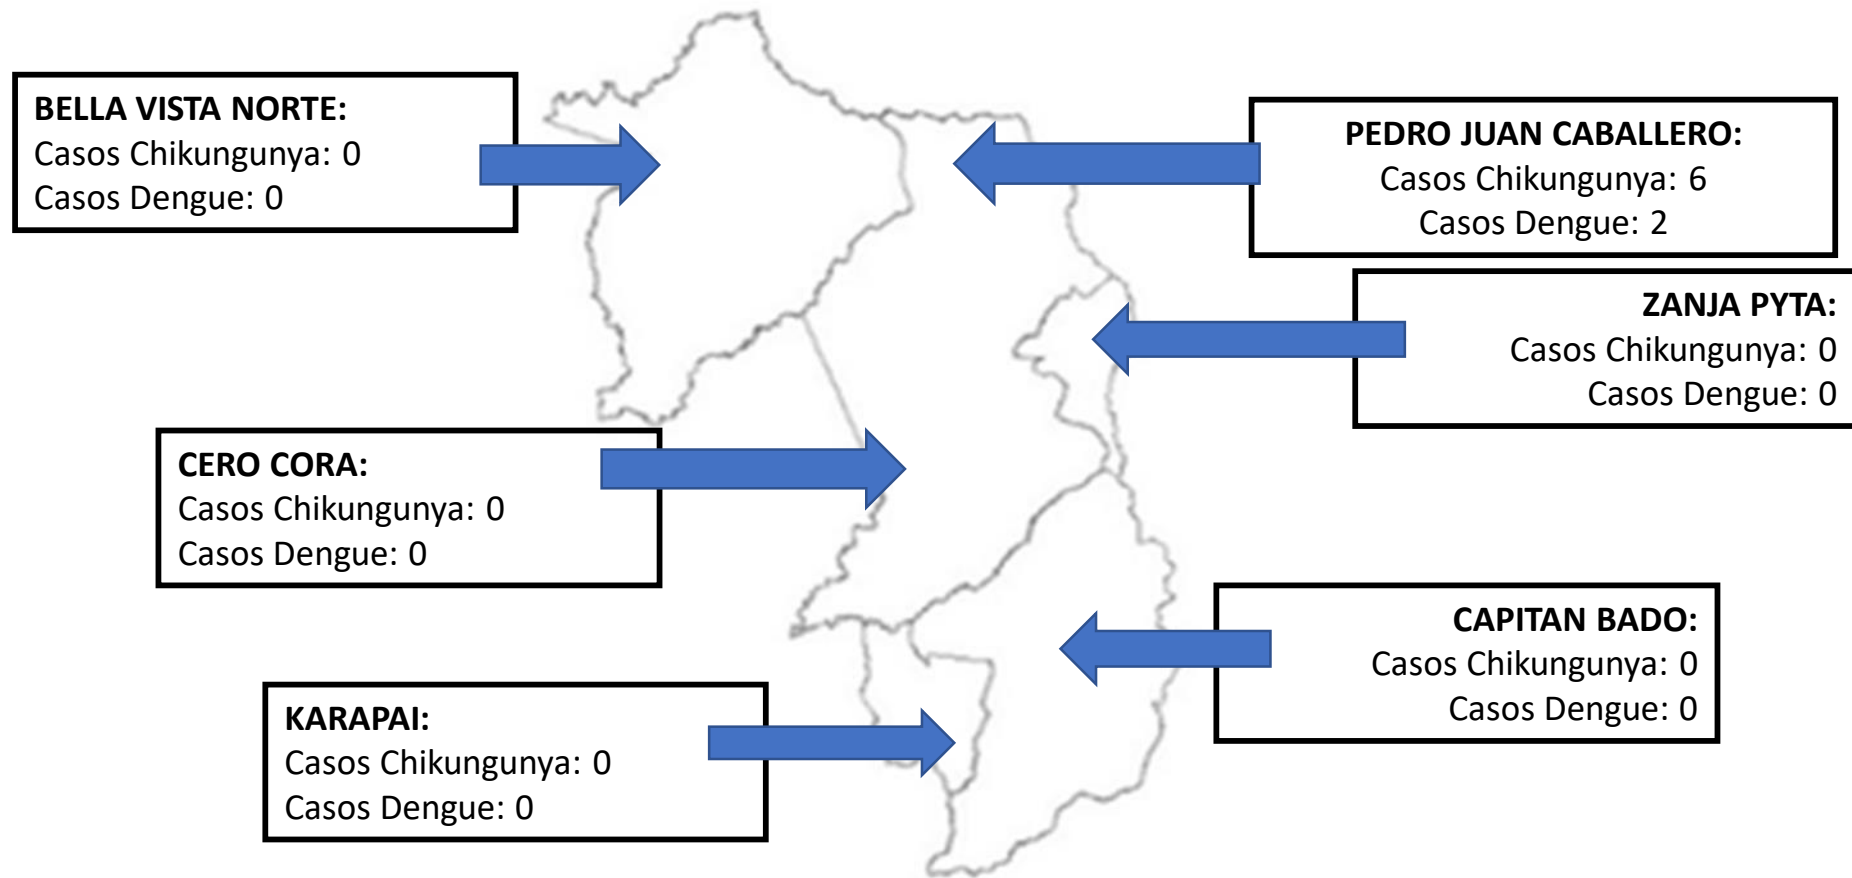 BELLA VISTA NORTE:
Casos Chikungunya: 0
Casos Dengue: 0
PEDRO JUAN CABALLERO:
Casos Chikungunya: 6
Casos Dengue: 2
ZANJA PYTA:
Casos Chikungunya: 0
Casos Dengue: 0
CERO CORA:
Casos Chikungunya: 0
Casos Dengue: 0
CAPITAN BADO:
Casos Chikungunya: 0
Casos Dengue: 0
KARAPAI:
Casos Chikungunya: 0
Casos Dengue: 0